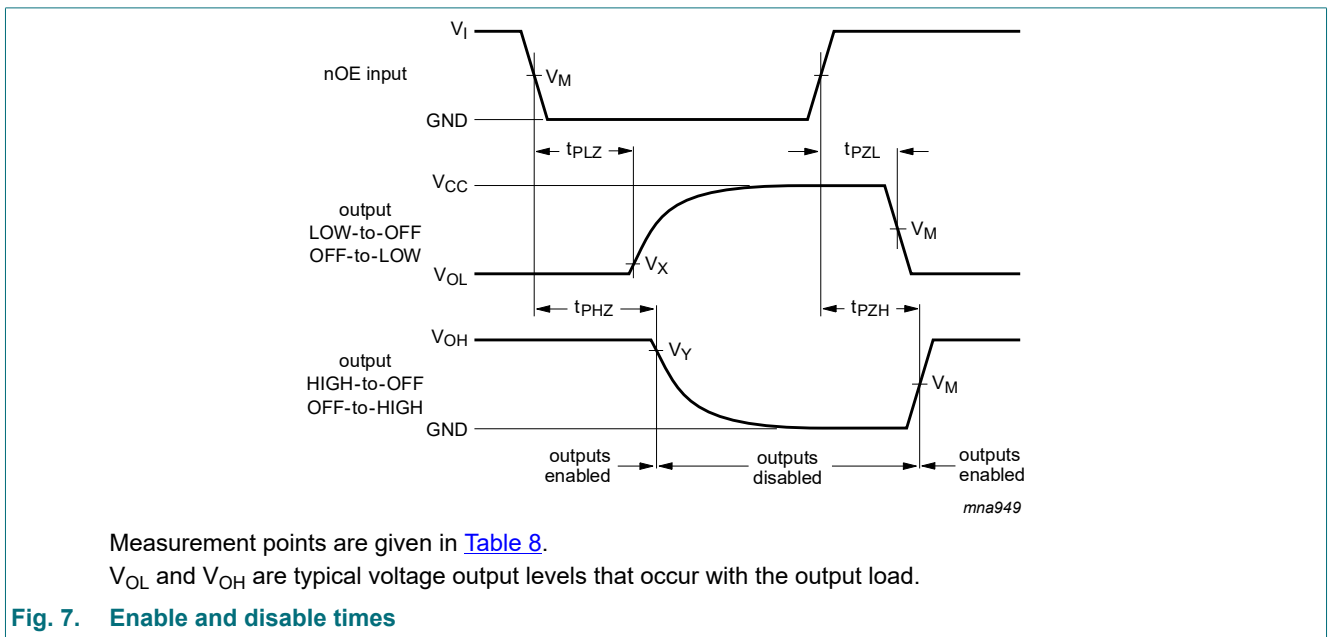 VI
nOE input
VM
GND
tPLZ
tPZL
VCC
output
LOW-to-OFF
OFF-to-LOW
VM
VX
VOL
tPHZ
tPZH
VOH
output
HIGH-to-OFF
OFF-to-HIGH
VY
VM
GND
outputs
enabled
outputs
disabled
outputs
enabled
mna949
Measurement points are given in Table 8.
VOL and VOH are typical voltage output levels that occur with the output load.
Fig. 7. Enable and disable times